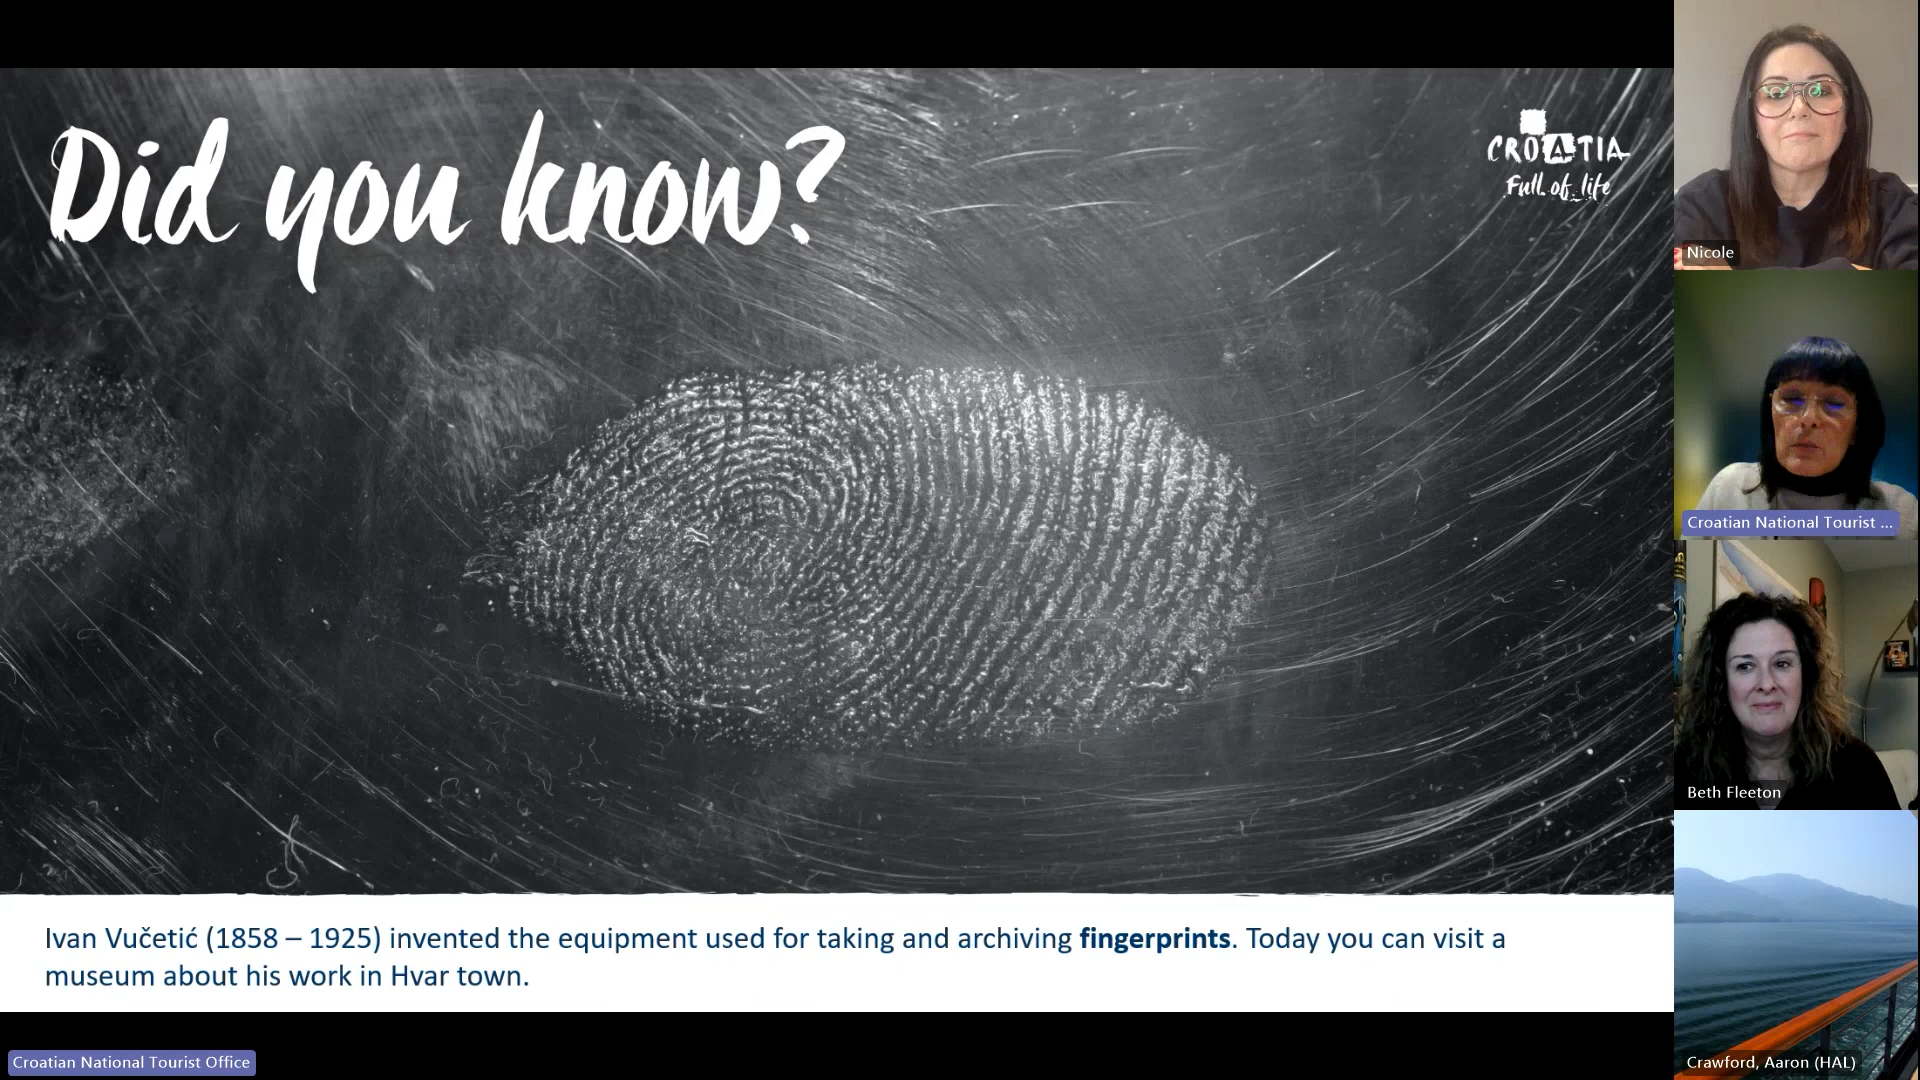 Did you know?
CROATIA
Full of life
Ivan Vučetić (1858 – 1925) invented the equipment used for taking and archiving fingerprints. Today you can visit a
museum about his work in Hvar town.
Croatian National Tourist Office
Nicole
Croatian National Tourist ...
Beth Fleeton
Crawford, Aaron (HAL)